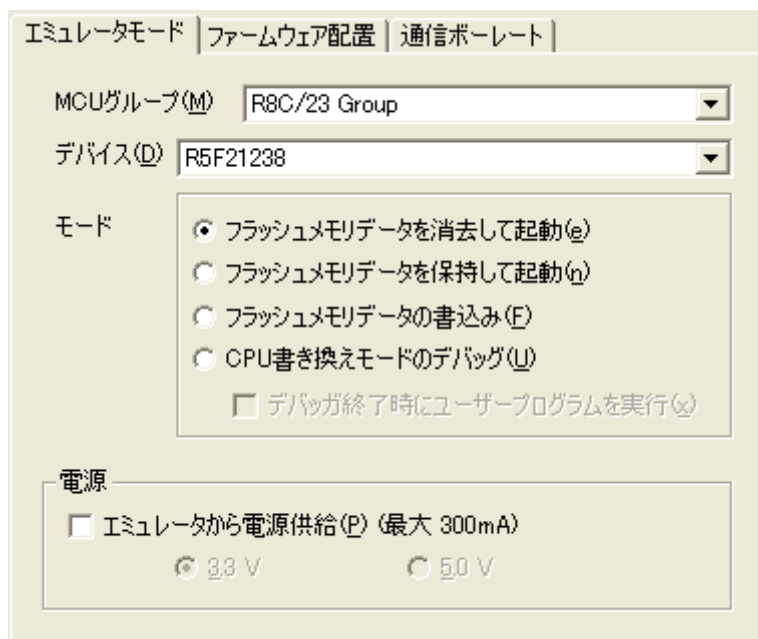 エミュレータモード ファームウェア配置 通信ボーレート
MCUグループ(M) R8C/23 Group
デバイス(D) R5F21238
モード
フラッシュメモリデータを消去して起動(e)
フラッシュメモリデータを保持して起動(n)
フラッシュメモリデータの書込み(F)
CPU書き換えモードのデバッグ(U)
デバッガ終了時にユーザープログラムを実行(x)
電源
エミュレータから電源供給(P) (最大 300mA)
3.3 V 5.0 V